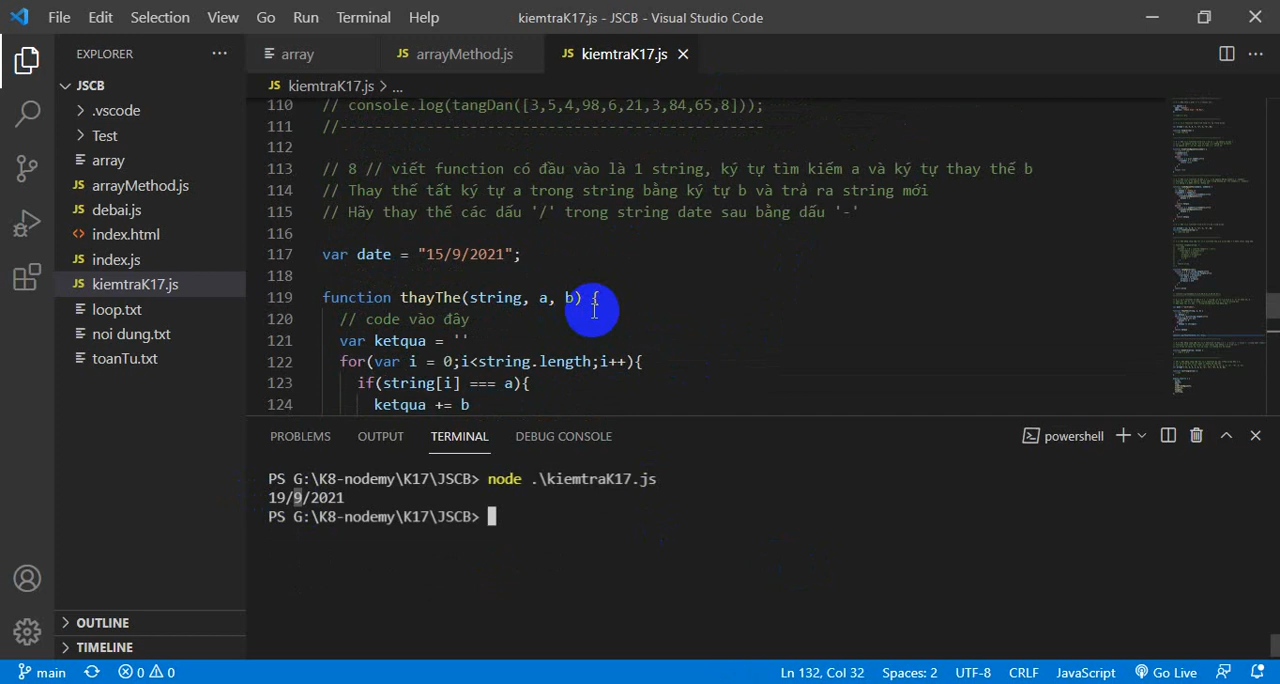 File Edit Selection View Go Run Terminal Help kiemtraK17.js - JSCB - Visual Studio Code
EXPLORER ...
array JS arrayMethod.js JS kiemtraK17.js
JSCB
JS kiemtraK17.js > ...
> .vscode
> Test
array
JS arrayMethod.js
JS debai.js
<> index.html
JS index.js
JS kiemtraK17.js
loop.txt
noi dung.txt
toanTu.txt
OUTLINE
TIMELINE
110 // console.log(tangDan([3,5,4,98,6,21,3,84,65,8]));
111 //-------------------------------------------------
112
113 // 8 // viết function có đầu vào là 1 string, ký tự tìm kiếm a và ký tự thay thế b
114 // Thay thế tất ký tự a trong string bằng ký tự b và trả ra string mới
115 // Hãy thay thế các dấu '/' trong string date sau bằng dấu '-'
116
117 var date = "15/9/2021";
118
119 function thayThe(string, a, b) {
120 // code vào đây
121 var ketqua = ''
122 for(var i = 0;i<string.length;i++){
123 if(string[i] === a){
124 ketqua += b
PROBLEMS OUTPUT TERMINAL DEBUG CONSOLE powershell
PS G:\K8-nodemy\K17\JSCB> node .\kiemtraK17.js
19/9/2021
PS G:\K8-nodemy\K17\JSCB>
main 0 0 Ln 132, Col 32 Spaces: 2 UTF-8 CRLF JavaScript Go Live